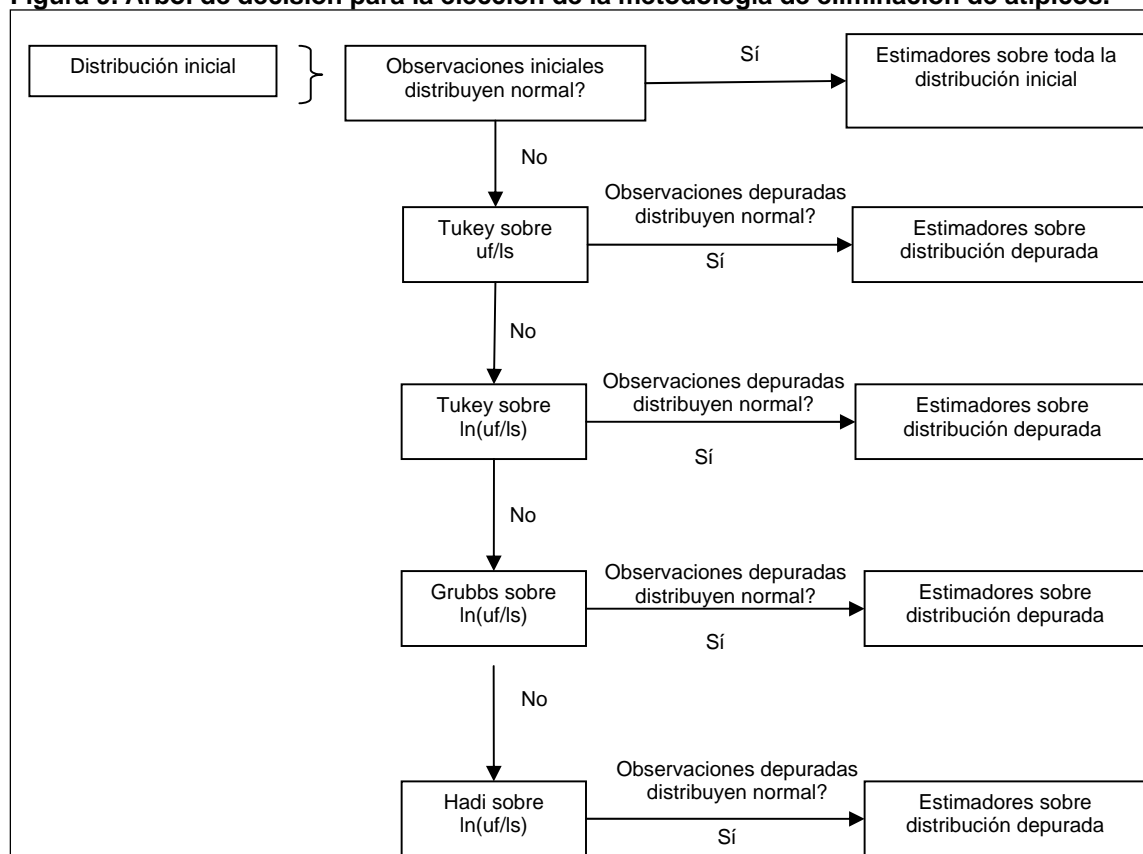 Figura 9. Árbol de decisión para la elección de la metodología de eliminación de atípicos.
Distribución inicial
Observaciones iniciales
distribuyen normal?
Sí
Estimadores sobre toda la
distribución inicial
No
Tukey sobre
uf/ls
Observaciones depuradas
distribuyen normal?
Sí
Estimadores sobre
distribución depurada
No
Tukey sobre
ln(uf/ls)
Observaciones depuradas
distribuyen normal?
Sí
Estimadores sobre
distribución depurada
No
Grubbs sobre
ln(uf/ls)
Observaciones depuradas
distribuyen normal?
Sí
Estimadores sobre
distribución depurada
No
Hadi sobre
ln(uf/ls)
Observaciones depuradas
distribuyen normal?
Sí
Estimadores sobre
distribución depurada